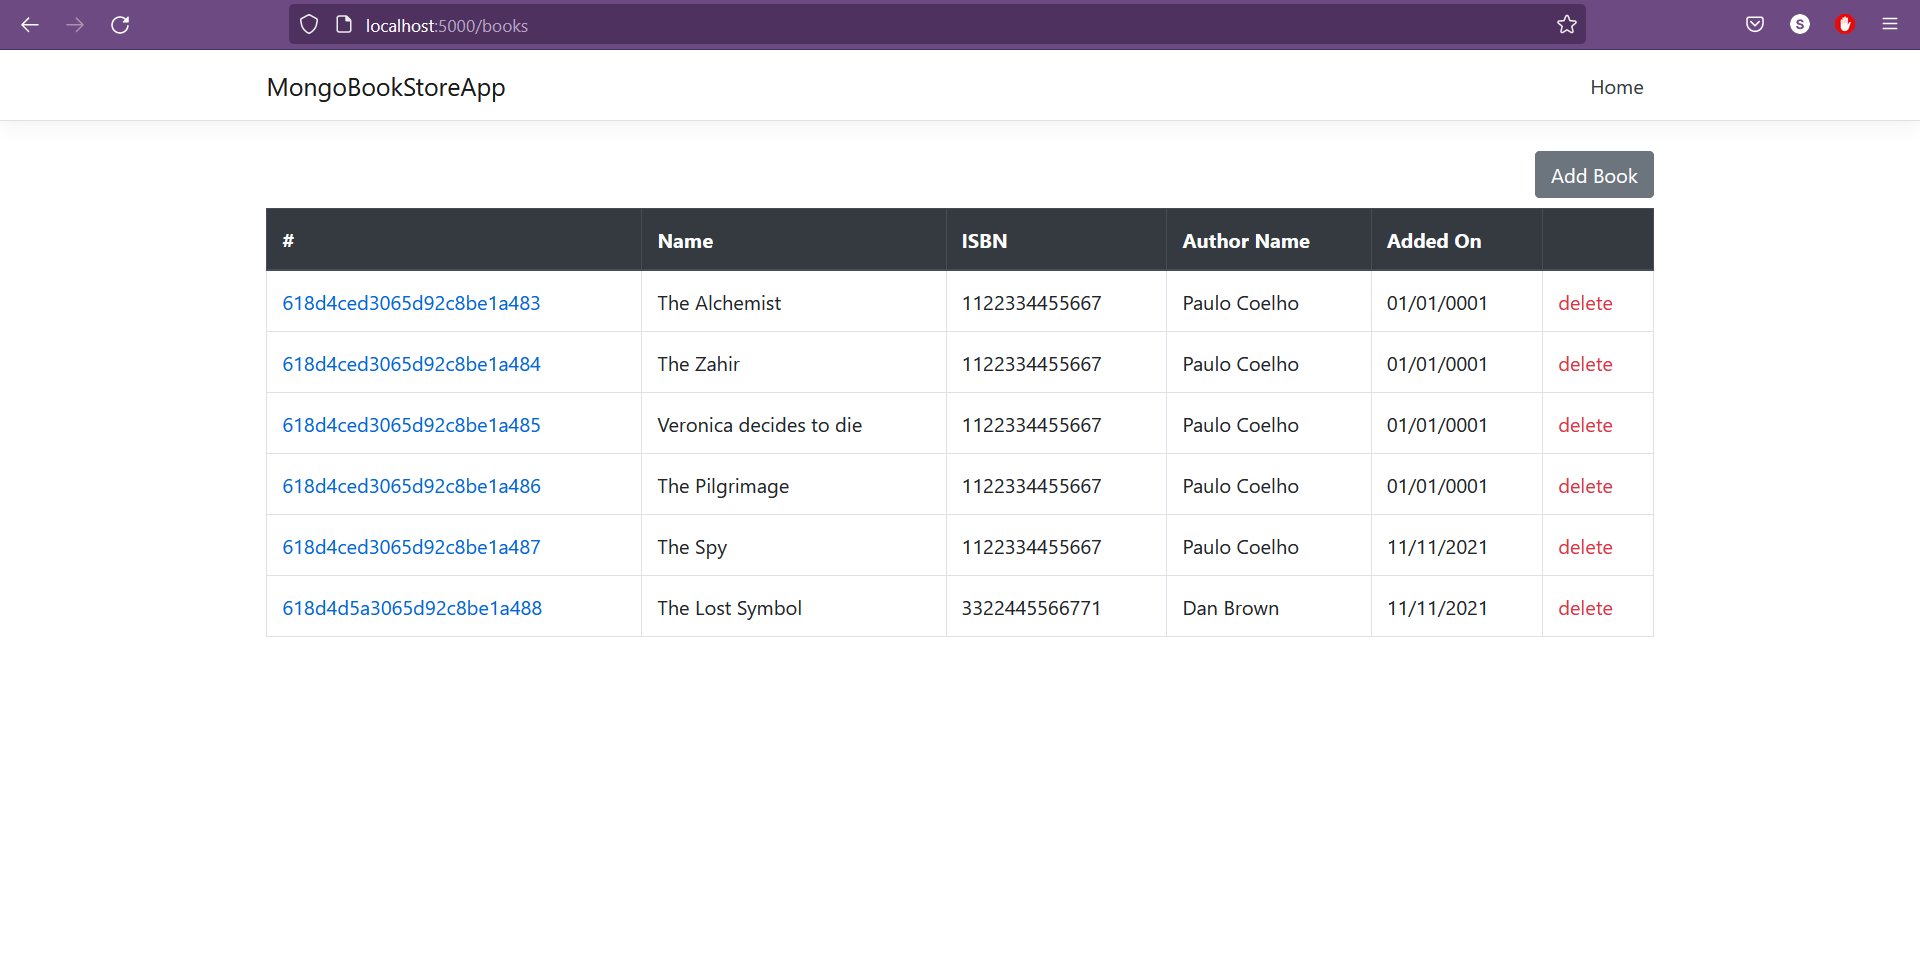 localhost:5000/books
S
MongoBookStoreApp Home
Add Book
# Name ISBN Author Name Added On
618d4ced3065d92c8be1a483 The Alchemist 1122334455667 Paulo Coelho 01/01/0001 delete
618d4ced3065d92c8be1a484 The Zahir 1122334455667 Paulo Coelho 01/01/0001 delete
618d4ced3065d92c8be1a485 Veronica decides to die 1122334455667 Paulo Coelho 01/01/0001 delete
618d4ced3065d92c8be1a486 The Pilgrimage 1122334455667 Paulo Coelho 01/01/0001 delete
618d4ced3065d92c8be1a487 The Spy 1122334455667 Paulo Coelho 11/11/2021 delete
618d4d5a3065d92c8be1a488 The Lost Symbol 3322445566771 Dan Brown 11/11/2021 delete